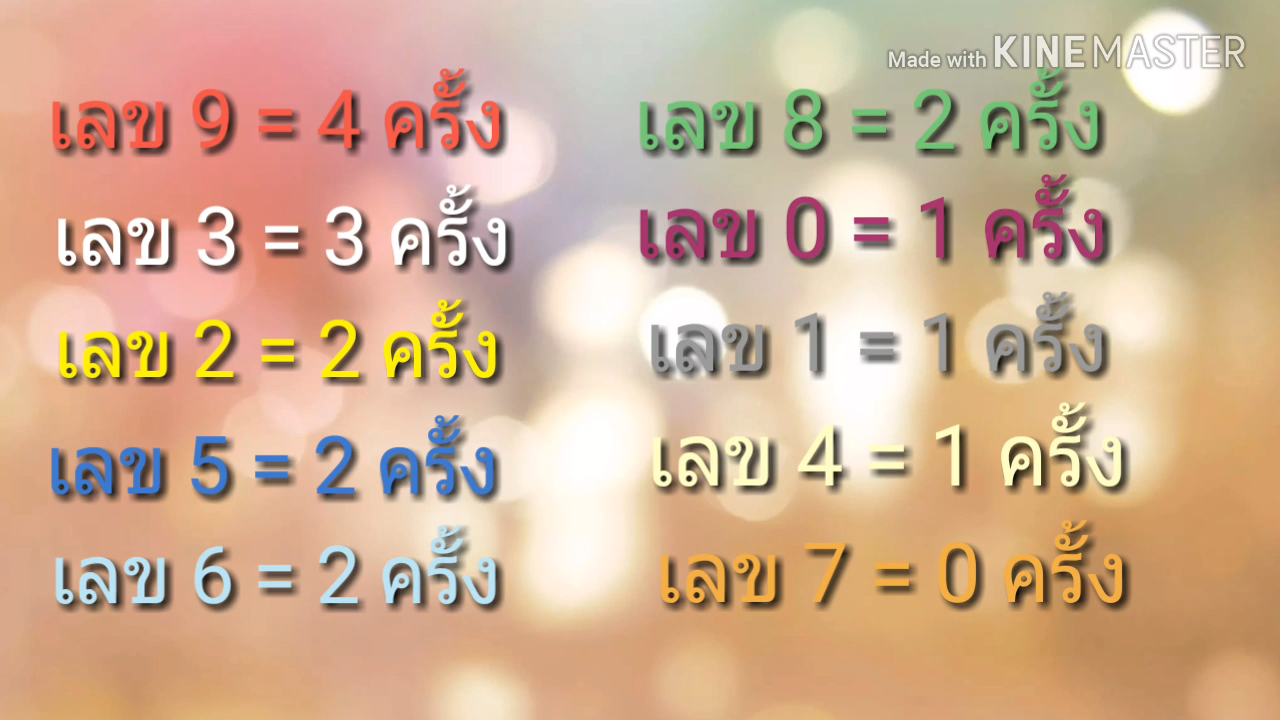 Made with KINEMASTER
เลข 9 = 4 ครั้ง
เลข 3 = 3 ครั้ง
เลข 2 = 2 ครั้ง
เลข 5 = 2 ครั้ง
เลข 6 = 2 ครั้ง
เลข 8 = 2 ครั้ง
เลข 0 = 1 ครั้ง
เลข 1 = 1 ครั้ง
เลข 4 = 1 ครั้ง
เลข 7 = 0 ครั้ง